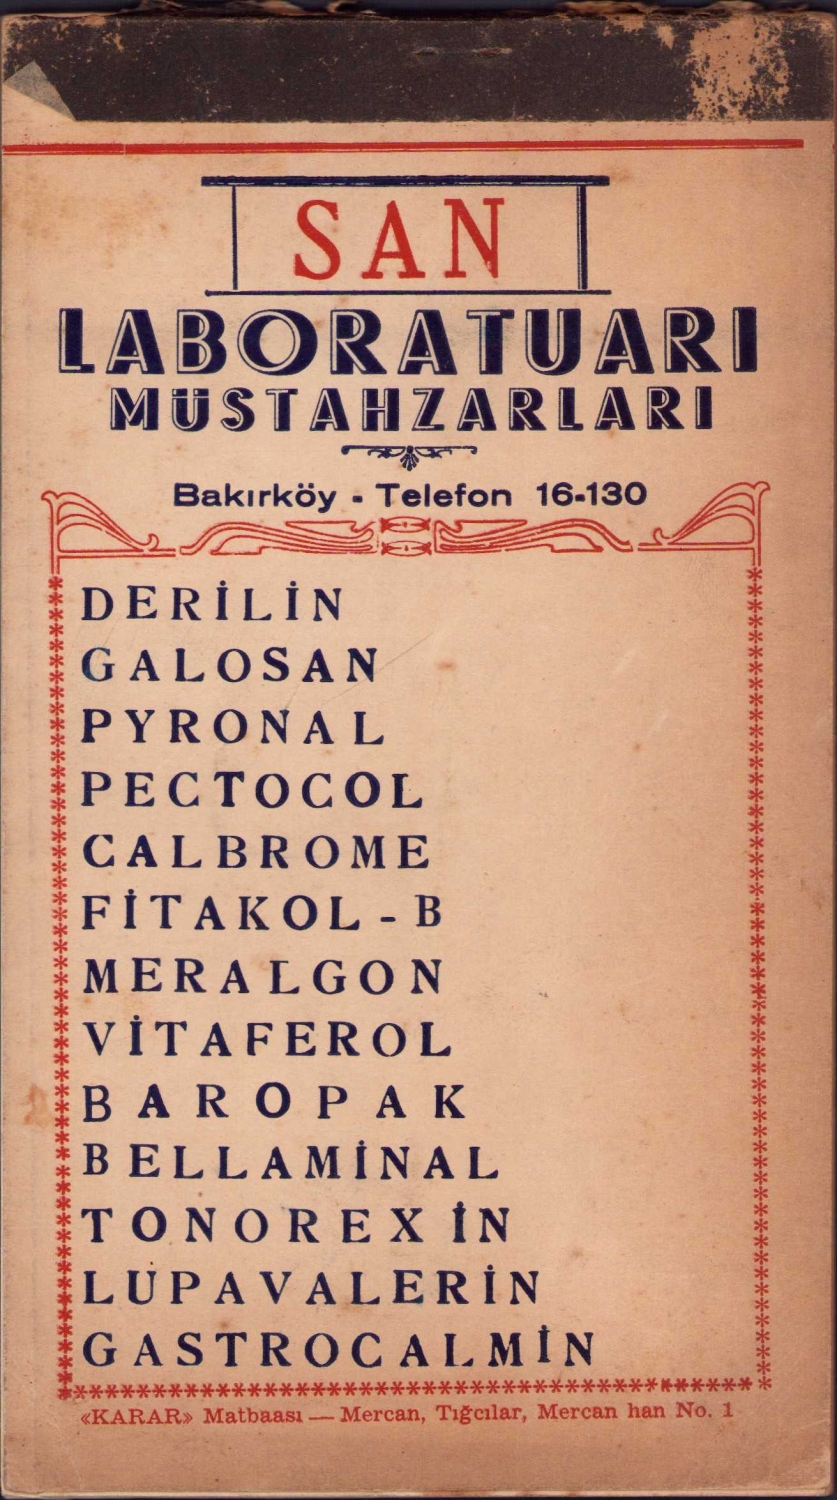 SAN
LABORATUARI
MÜSTAHZARLARI
Bakırköy - Telefon 16-130
DERİLİN
GALOSAN
PYRONAL
PECTOCOL
CALBROME
FİTAKOL - B
MERALGON
VİTAFEROL
BAROPAK
BELLAMİNAL
TONOREXİN
LUPAVALERİN
GASTROCALMİN
«KARAR» Matbaası — Mercan, Tığcılar, Mercan han No. 1